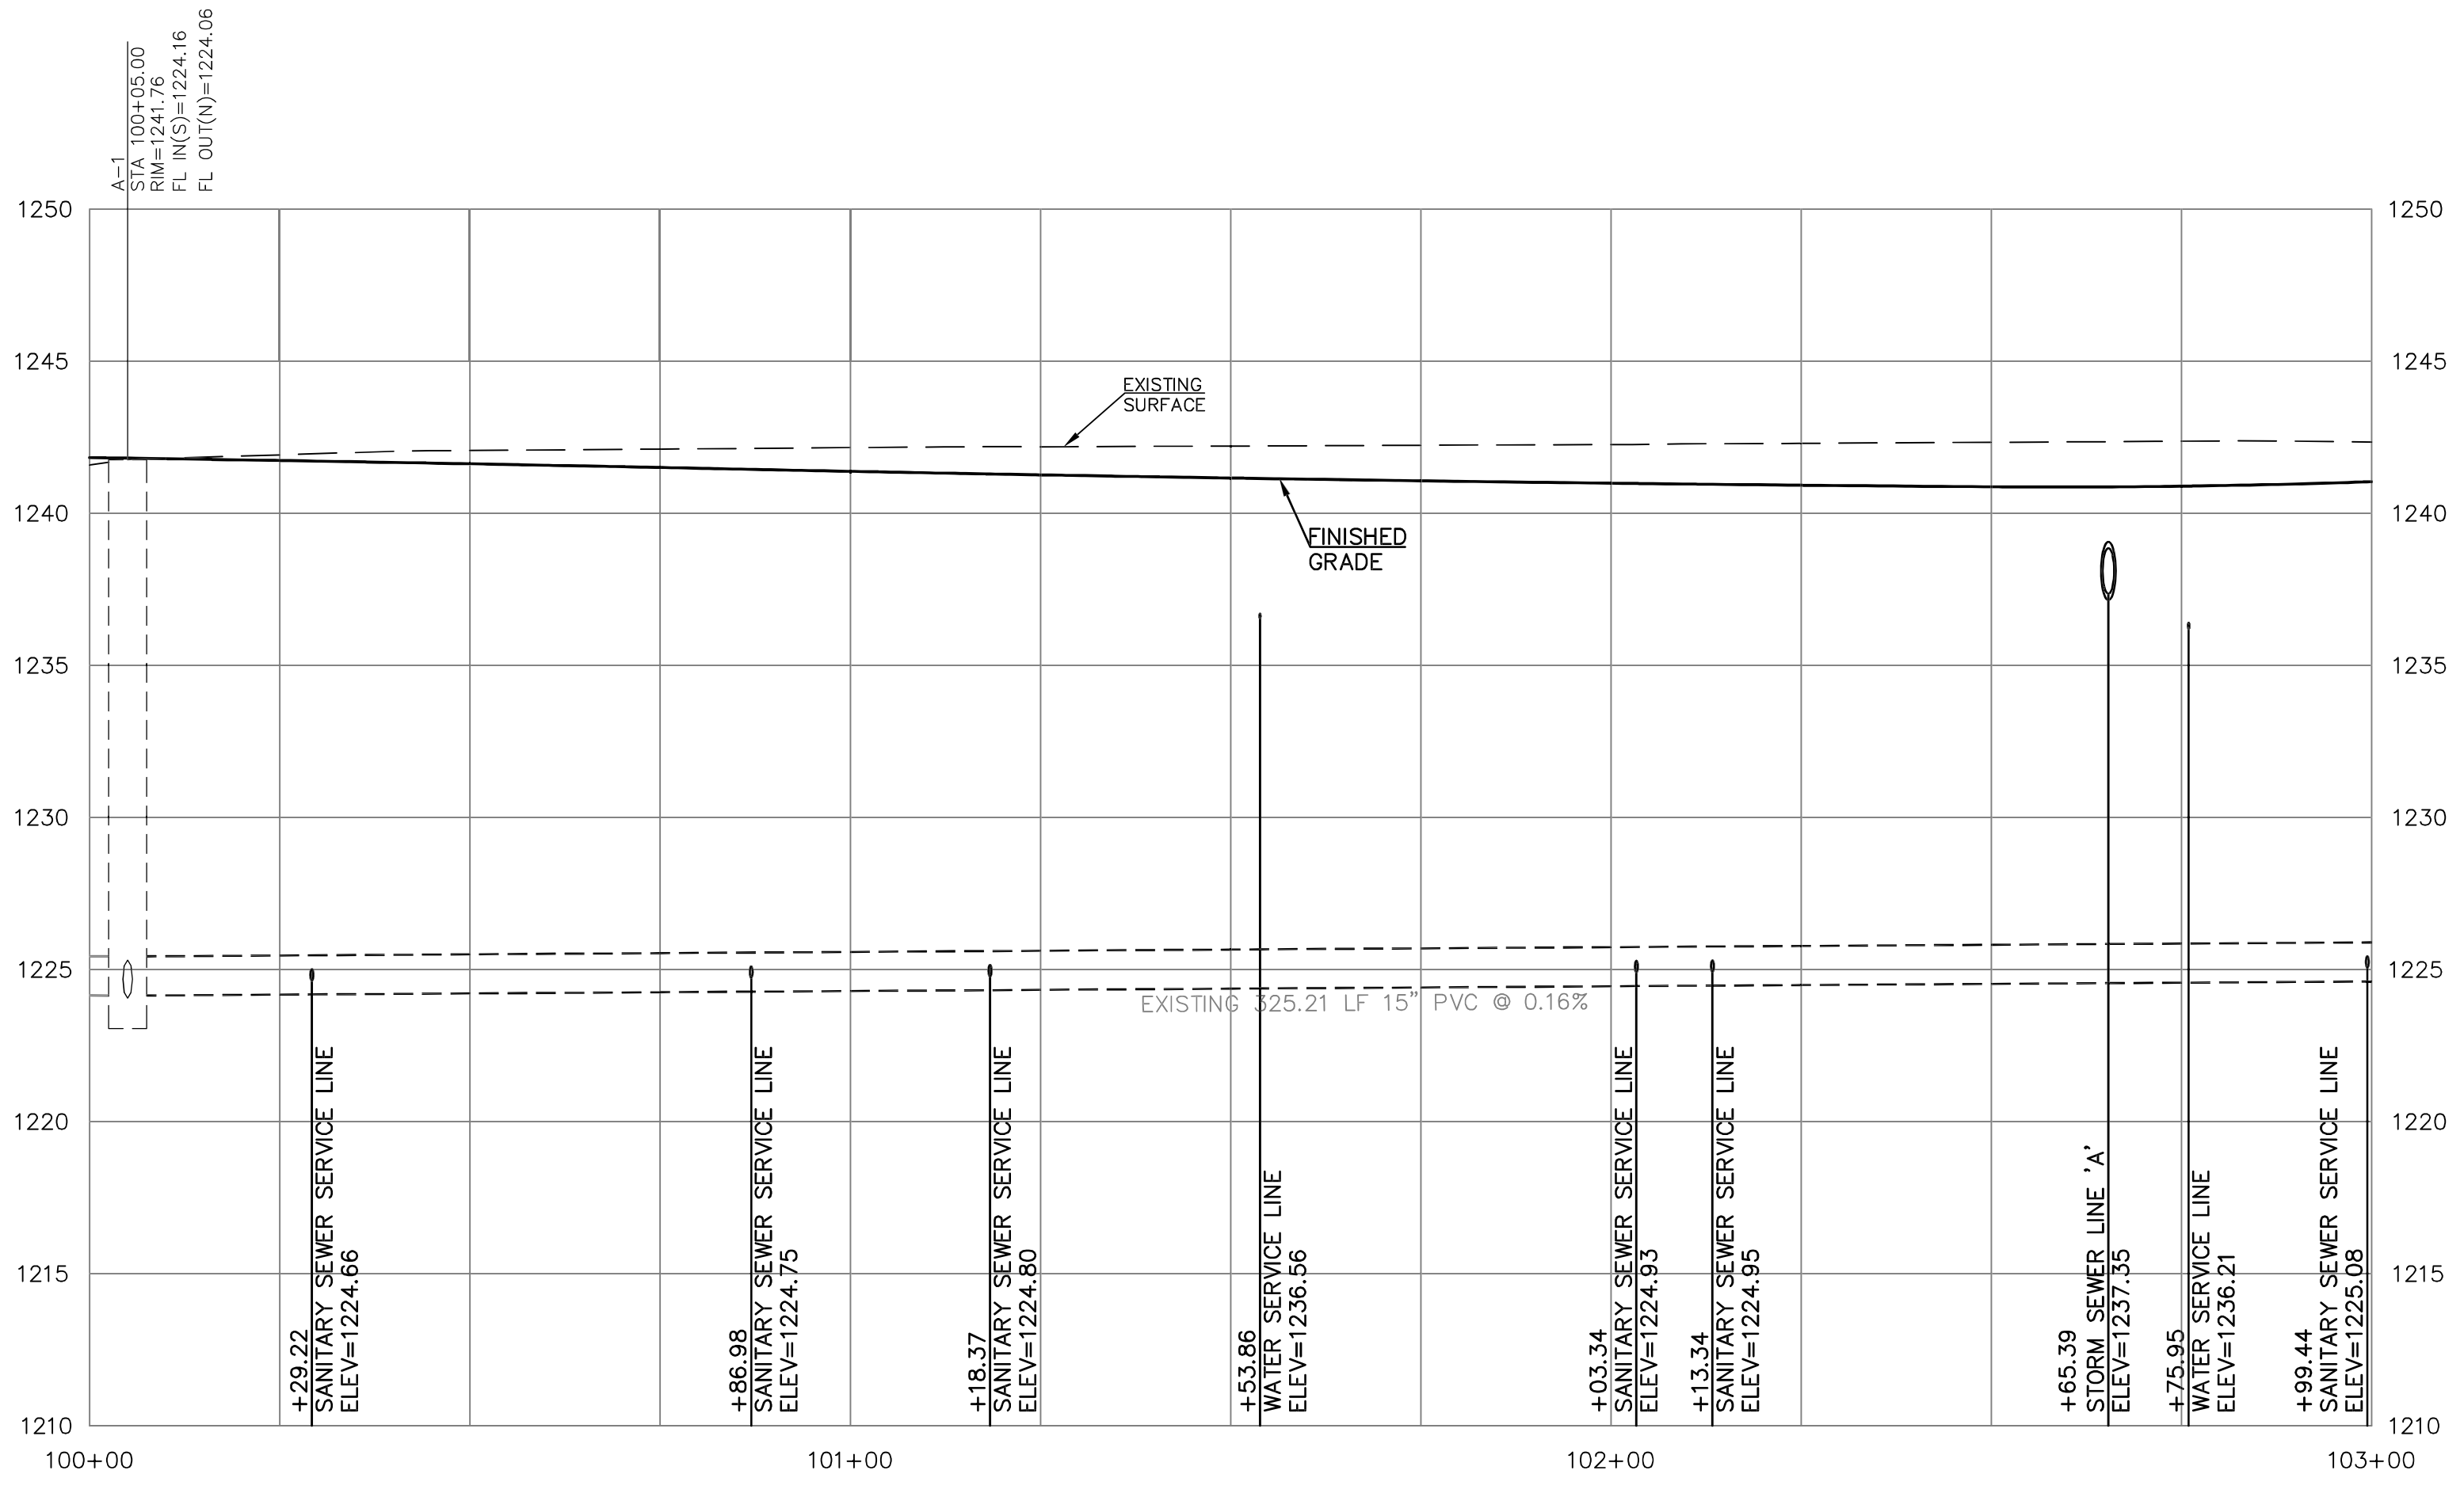 A-1
STA 100+05.00
RIM=1241.76
FL IN(S)=1224.16
FL OUT(N)=1224.06
1250
1250
1245
1245
EXISTING
SURFACE
1240
1240
FINISHED
GRADE
1235
1235
1230
1230
1225
1225
EXISTING 325.21 LF 15" PVC @ 0.16%
1220
1220
1215
1215
+29.22
SANITARY SEWER SERVICE LINE
ELEV=1224.66
+86.98
SANITARY SEWER SERVICE LINE
ELEV=1224.75
+18.37
SANITARY SEWER SERVICE LINE
ELEV=1224.80
+53.86
WATER SERVICE LINE
ELEV=1236.56
+03.34
SANITARY SEWER SERVICE LINE
ELEV=1224.93
+13.34
SANITARY SEWER SERVICE LINE
ELEV=1224.95
+65.39
STORM SEWER LINE 'A'
ELEV=1237.35
+75.95
WATER SERVICE LINE
ELEV=1236.21
+99.44
SANITARY SEWER SERVICE LINE
ELEV=1225.08
1210
1210
100+00
101+00
102+00
103+00